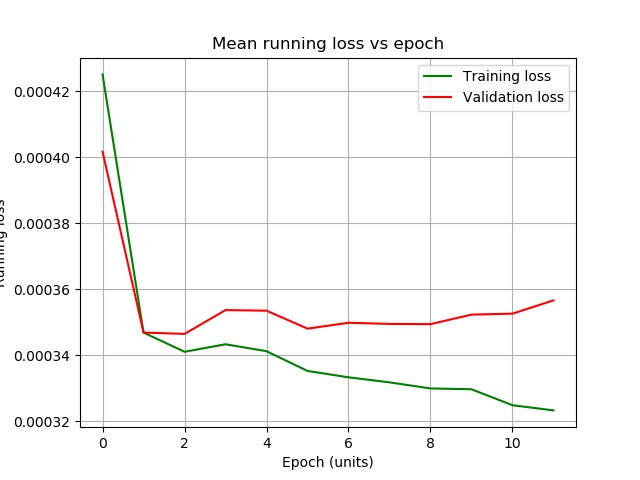 Mean running loss vs epoch
Training loss
Validation loss
0.00042
0.00040
0.00038
0.00036
0.00034
0.00032
0 2 4 6 8 10
Epoch (units)
loss